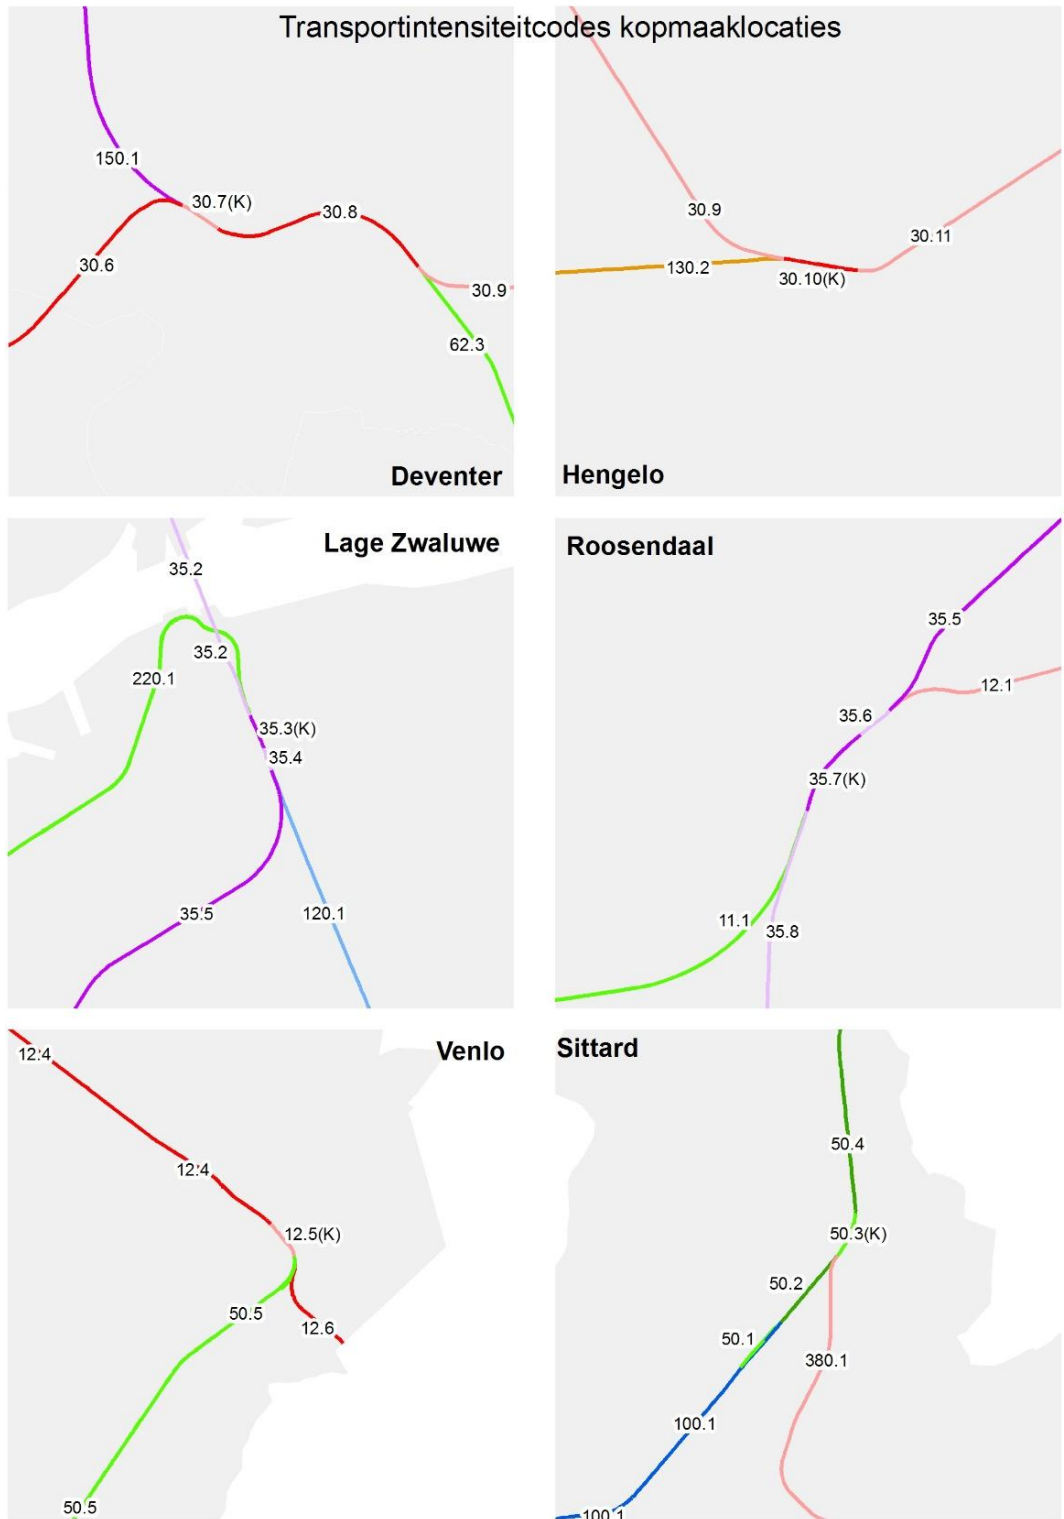 Transportintensiteitcodes kopmaaklocaties
150.1
30.7(K)
30.8
30.6
30.9
62.3
Deventer
30.9
30.11
130.2
30.10(K)
Hengelo
Lage Zwaluwe
35.2
35.2
220.1
35.3(K)
35.4
35.5
120.1
Roosendaal
35.5
12.1
35.6
35.7(K)
11.1
35.8
Venlo
12.4
12.4
12.5(K)
50.5
12.6
50.5
Sittard
50.4
50.3(K)
50.2
50.1
380.1
100.1
100.1